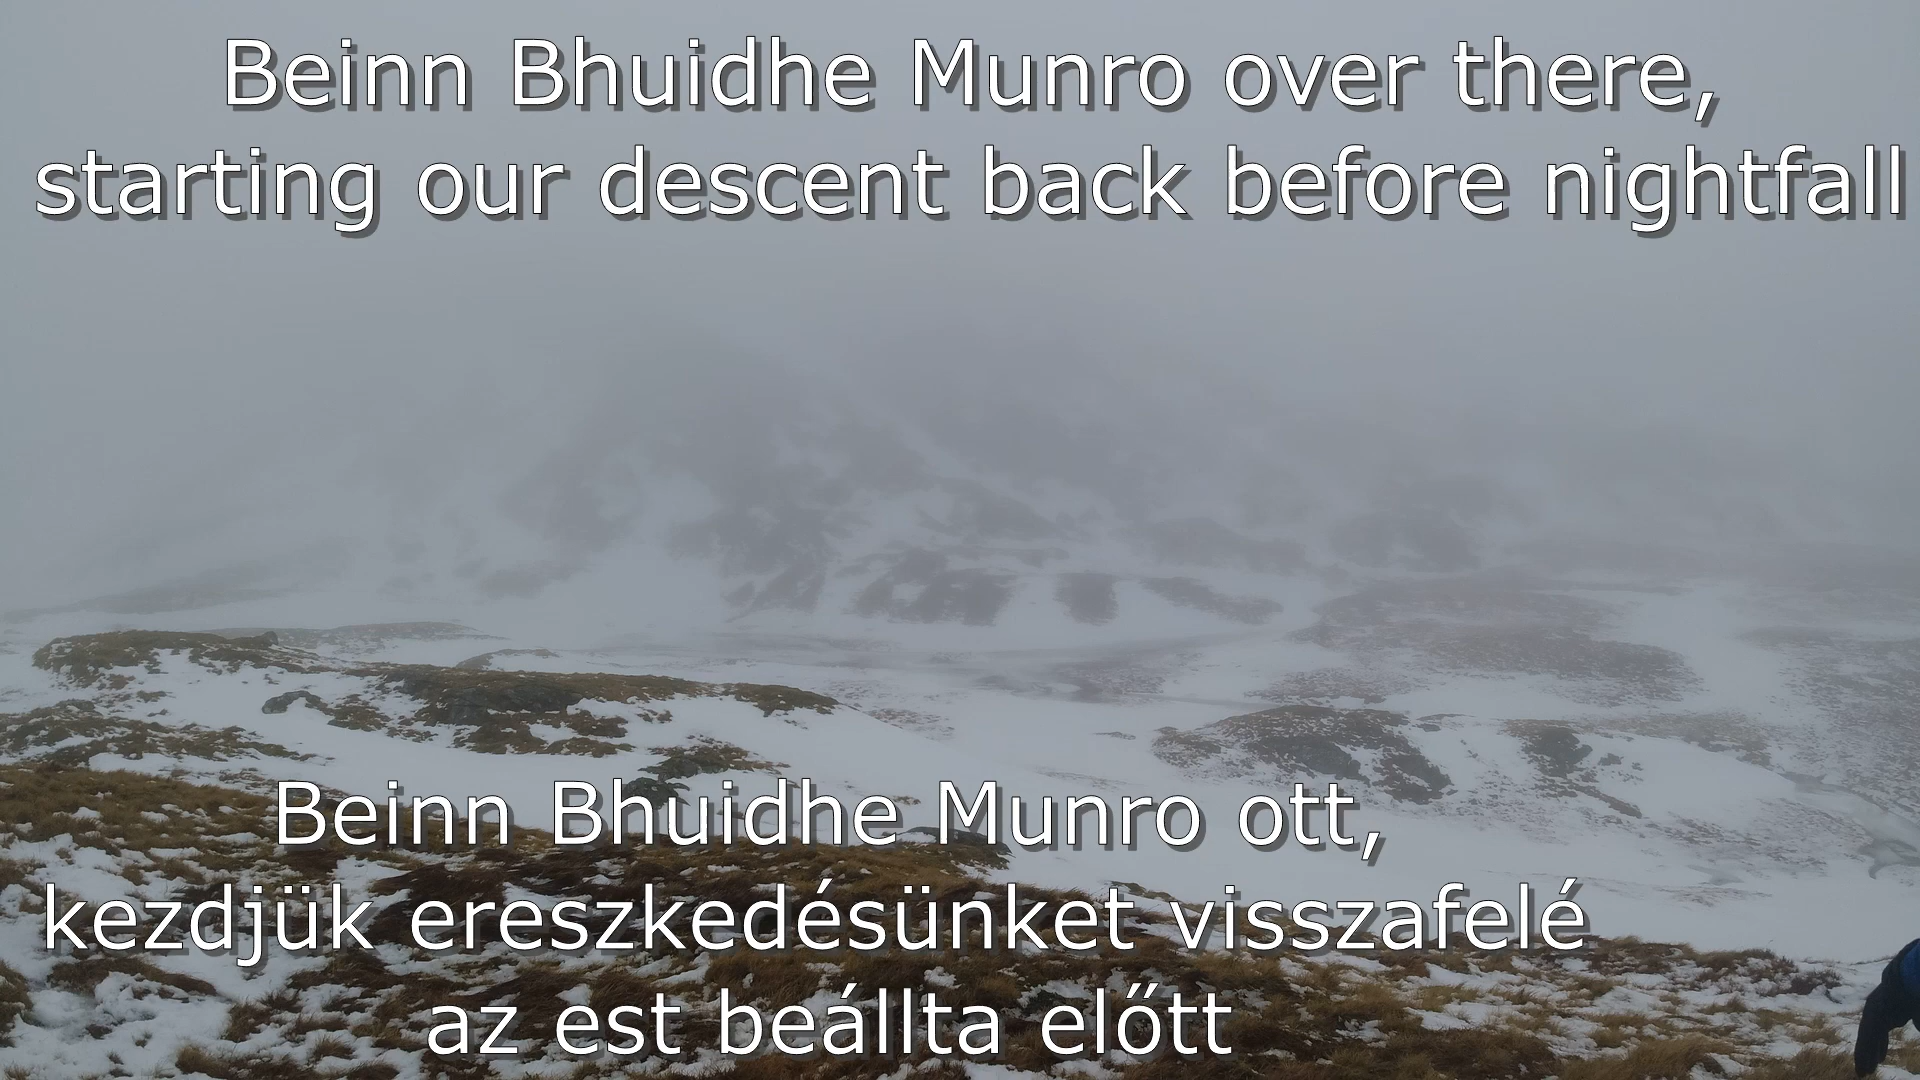 Beinn Bhuidhe Munro over there,
starting our descent back before nightfall
Beinn Bhuidhe Munro ott,
kezdjük ereszkedésünket visszafelé
az est beállta előtt